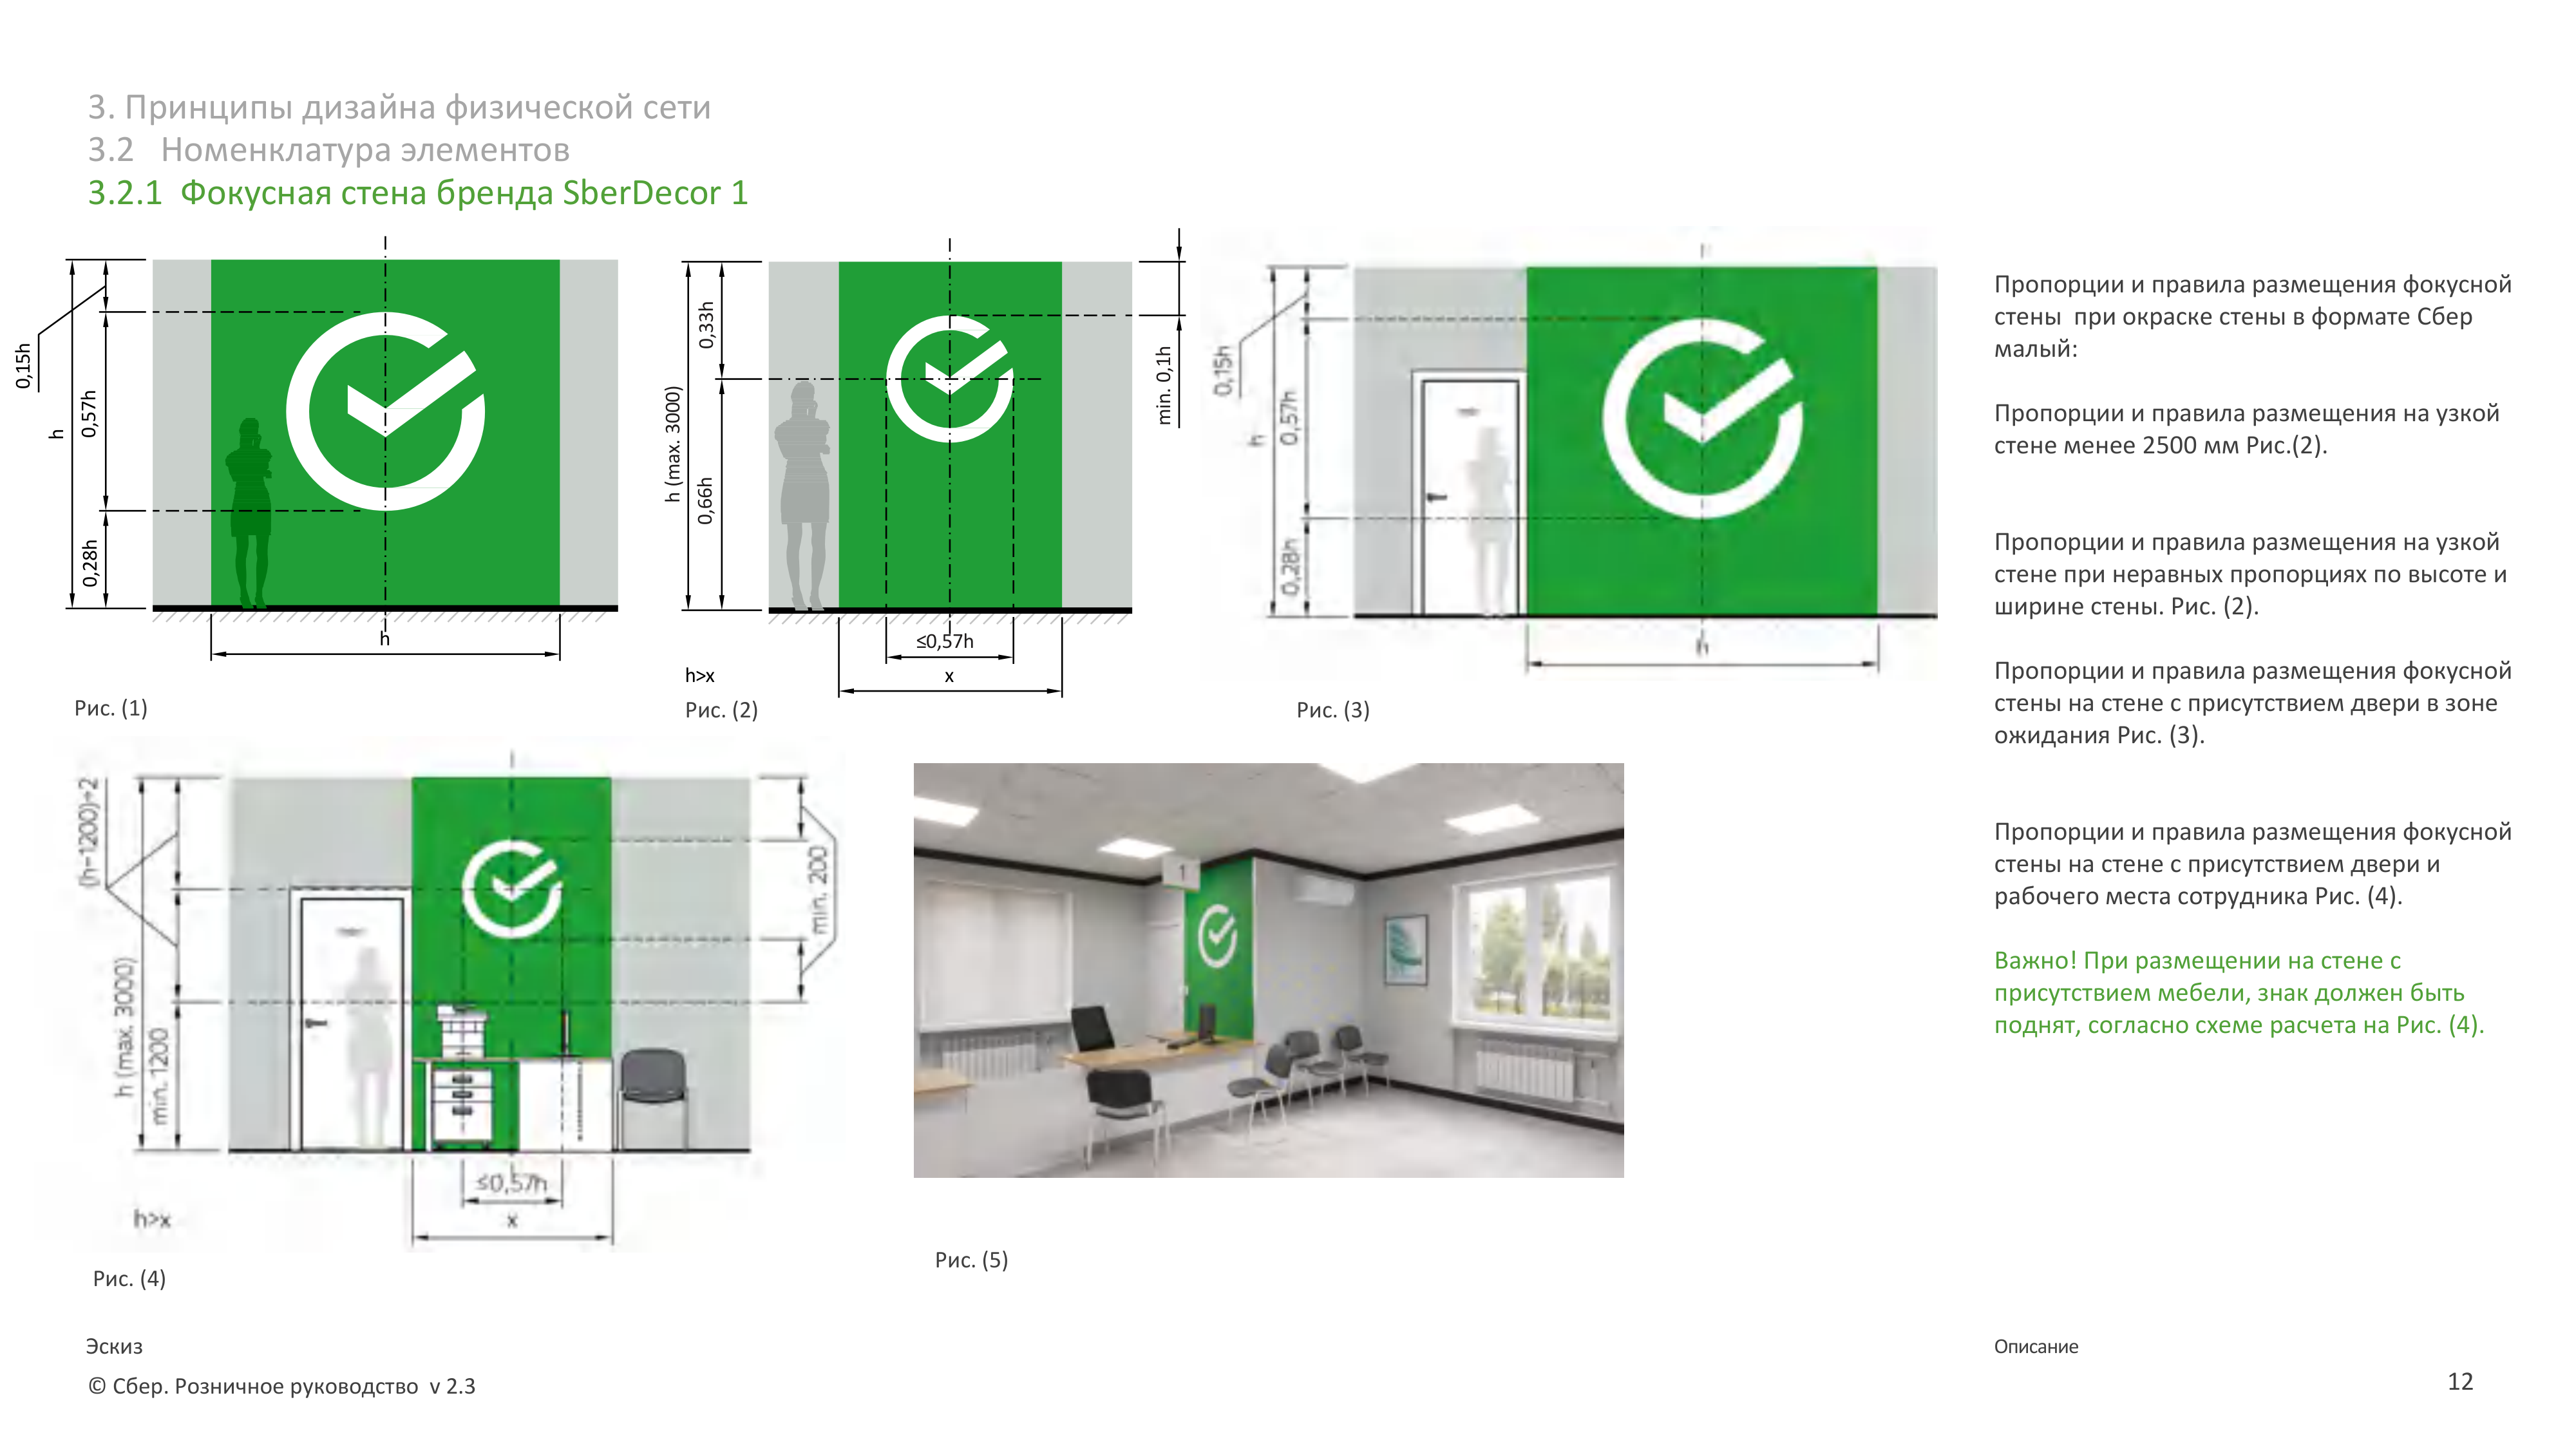 3. Принципы дизайна физической сети
3.2 Номенклатура элементов
3.2.1 Фокусная стена бренда SberDecor 1
0,15h
h
0,57h
0,28h
h
Рис. (1)
h (max. 3000)
0,33h
0,66h
min. 0,1h
≤0,57h
x
h>x
Рис. (2)
0,15h
h
0,57h
0,28h
h
Рис. (3)
(h-1200)÷2
h (max. 3000)
min. 1200
min. 200
≤0,57h
x
h>x
Рис. (4)
1
Рис. (5)
Пропорции и правила размещения фокусной
стены при окраске стены в формате Сбер
малый:
Пропорции и правила размещения на узкой
стене менее 2500 мм Рис.(2).
Пропорции и правила размещения на узкой
стене при неравных пропорциях по высоте и
ширине стены. Рис. (2).
Пропорции и правила размещения фокусной
стены на стене с присутствием двери в зоне
ожидания Рис. (3).
Пропорции и правила размещения фокусной
стены на стене с присутствием двери и
рабочего места сотрудника Рис. (4).
Важно! При размещении на стене с
присутствием мебели, знак должен быть
поднят, согласно схеме расчета на Рис. (4).
Эскиз
Описание
© Сбер. Розничное руководство v 2.3
12